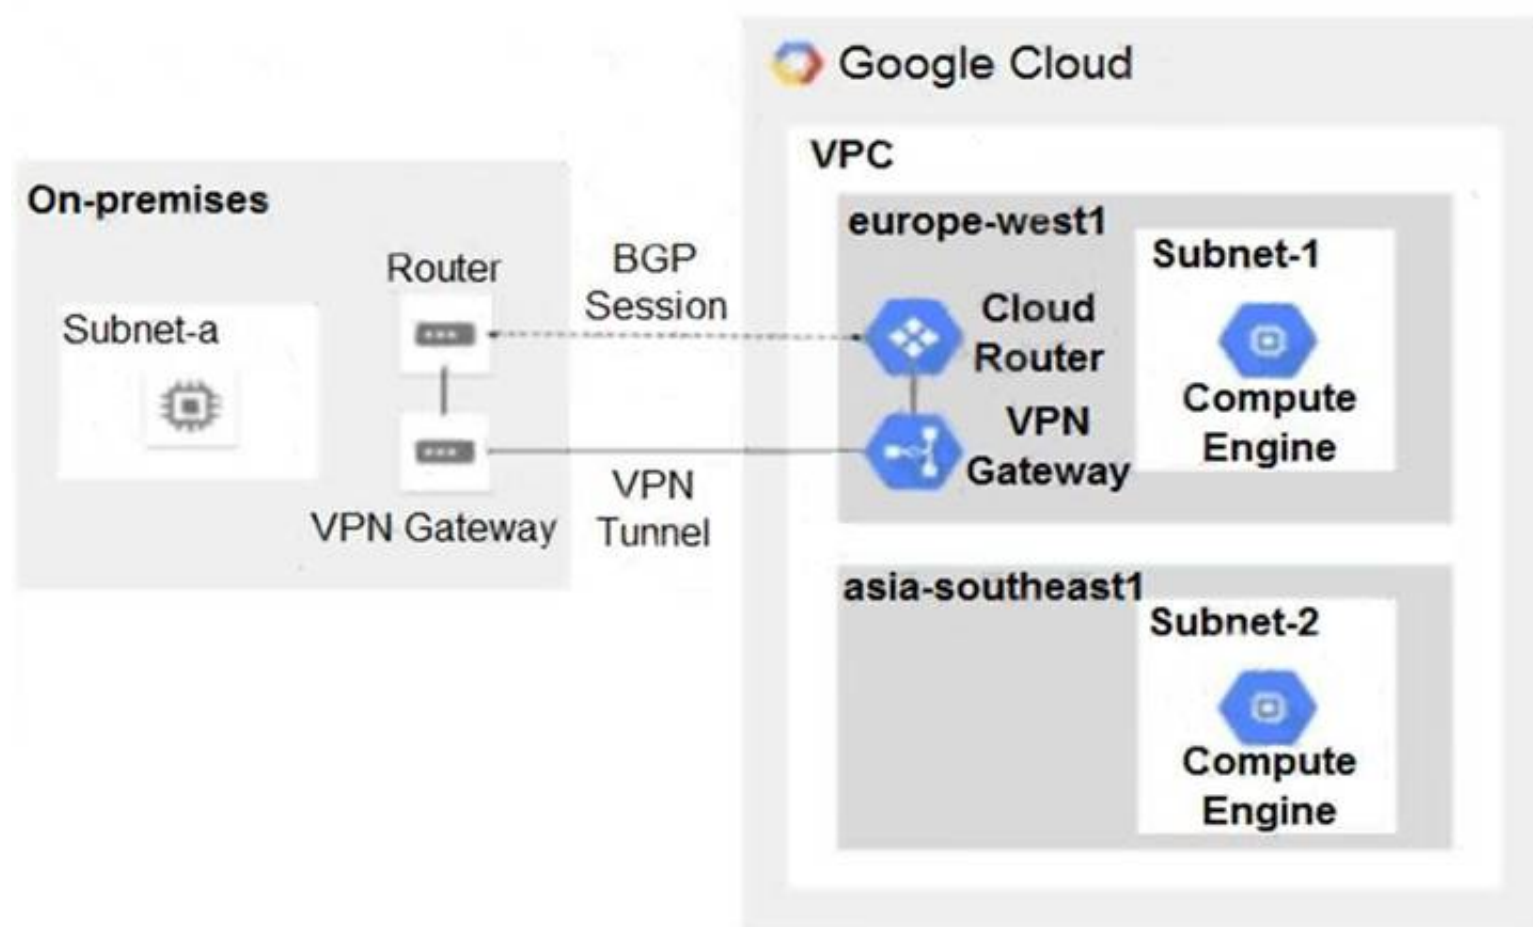 Google Cloud
VPC
On-premises
Router
Subnet-a
VPN Gateway
BGP
Session
VPN
Tunnel
europe-west1
Cloud
Router
VPN
Gateway
Subnet-1
Compute
Engine
asia-southeast1
Subnet-2
Compute
Engine